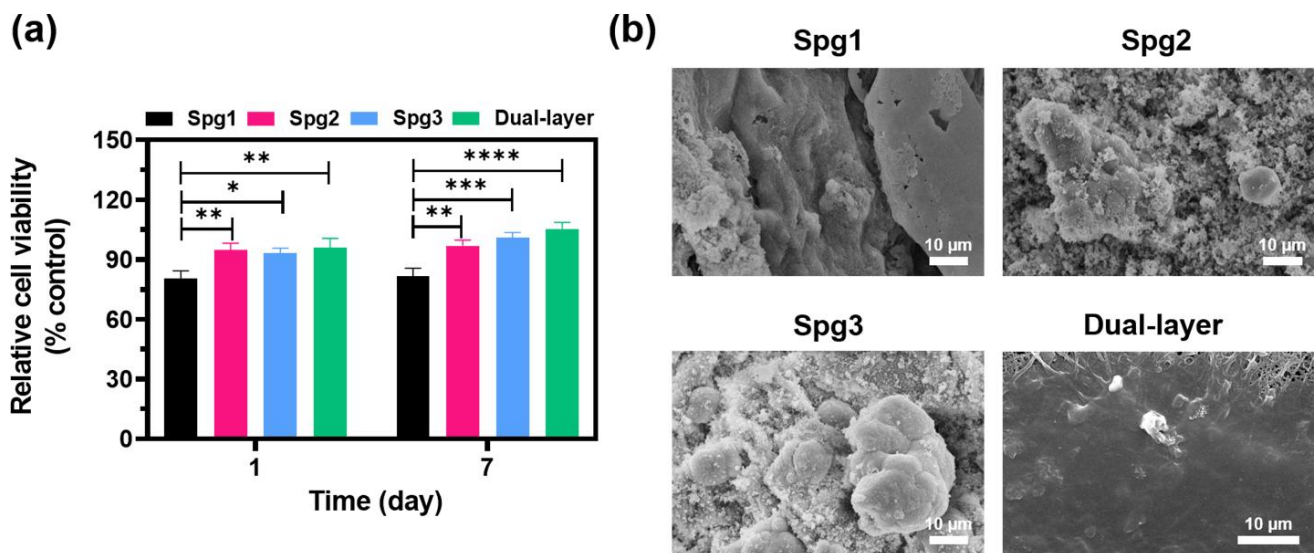 (a)
Spg1 Spg2 Spg3 Dual-layer
Relative cell viability
(% control)
150
120
90
60
30
0
**
*
**
****
***
**
1 7
Time (day)
(b)
Spg1 Spg2
10 µm 10 µm
Spg3 Dual-layer
10 µm 10 µm